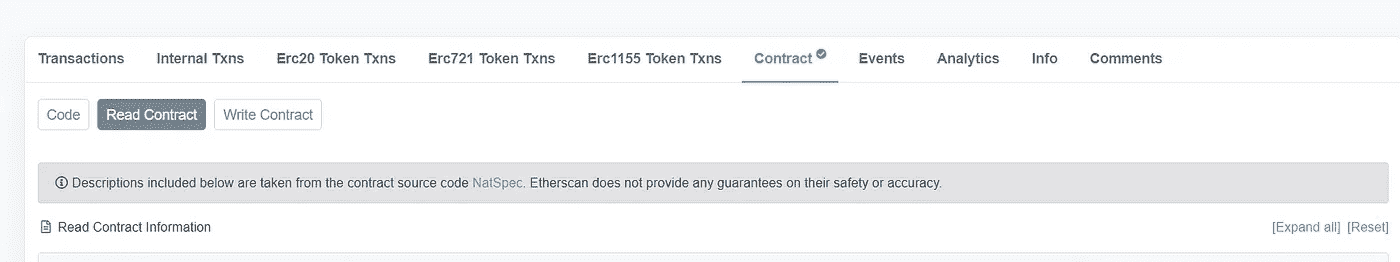 Transactions Internal Txns Erc20 Token Txns Erc721 Token Txns Erc1155 Token Txns Contract Events Analytics Info Comments
Code Read Contract Write Contract
Descriptions included below are taken from the contract source code NatSpec. Etherscan does not provide any guarantees on their safety or accuracy.
Read Contract Information [Expand all] [Reset]